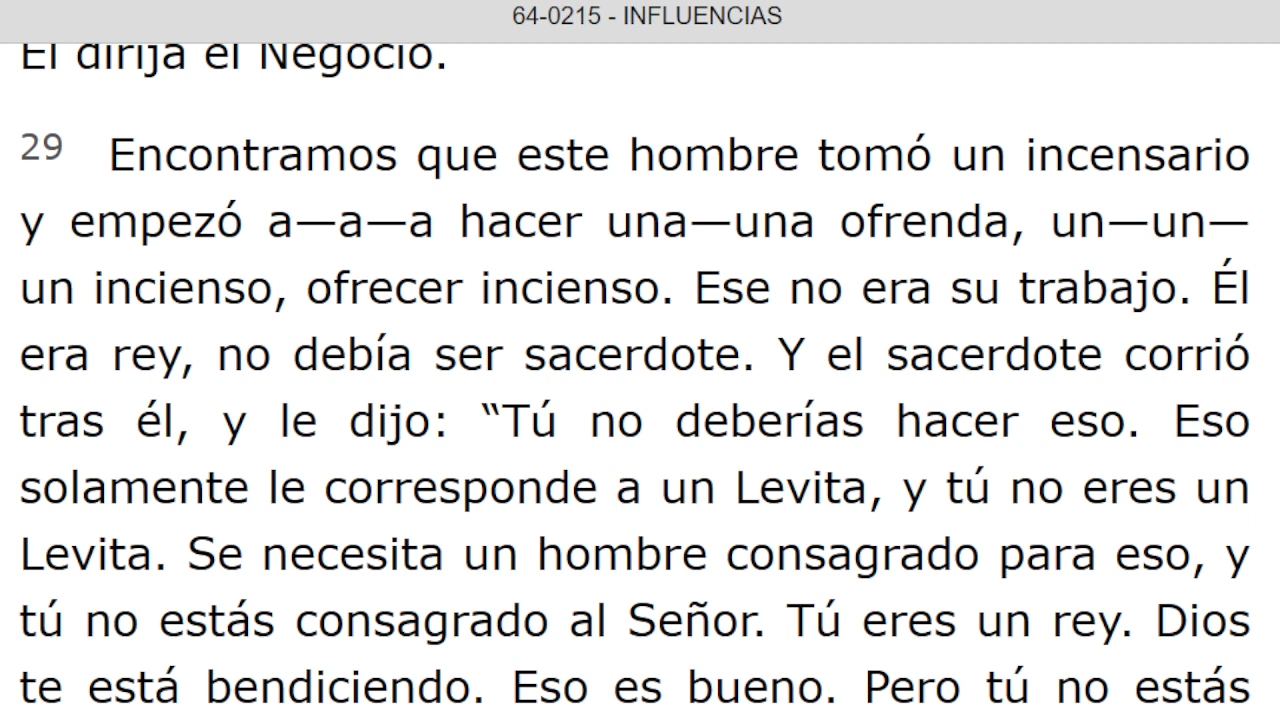 64-0215 - INFLUENCIAS
Él dirija el Negocio.
29 Encontramos que este hombre tomó un incensario
y empezó a—a—a hacer una—una ofrenda, un—un—
un incienso, ofrecer incienso. Ese no era su trabajo. Él
era rey, no debía ser sacerdote. Y el sacerdote corrió
tras él, y le dijo: “Tú no deberías hacer eso. Eso
solamente le corresponde a un Levita, y tú no eres un
Levita. Se necesita un hombre consagrado para eso, y
tú no estás consagrado al Señor. Tú eres un rey. Dios
te está bendiciendo. Eso es bueno. Pero tú no estás